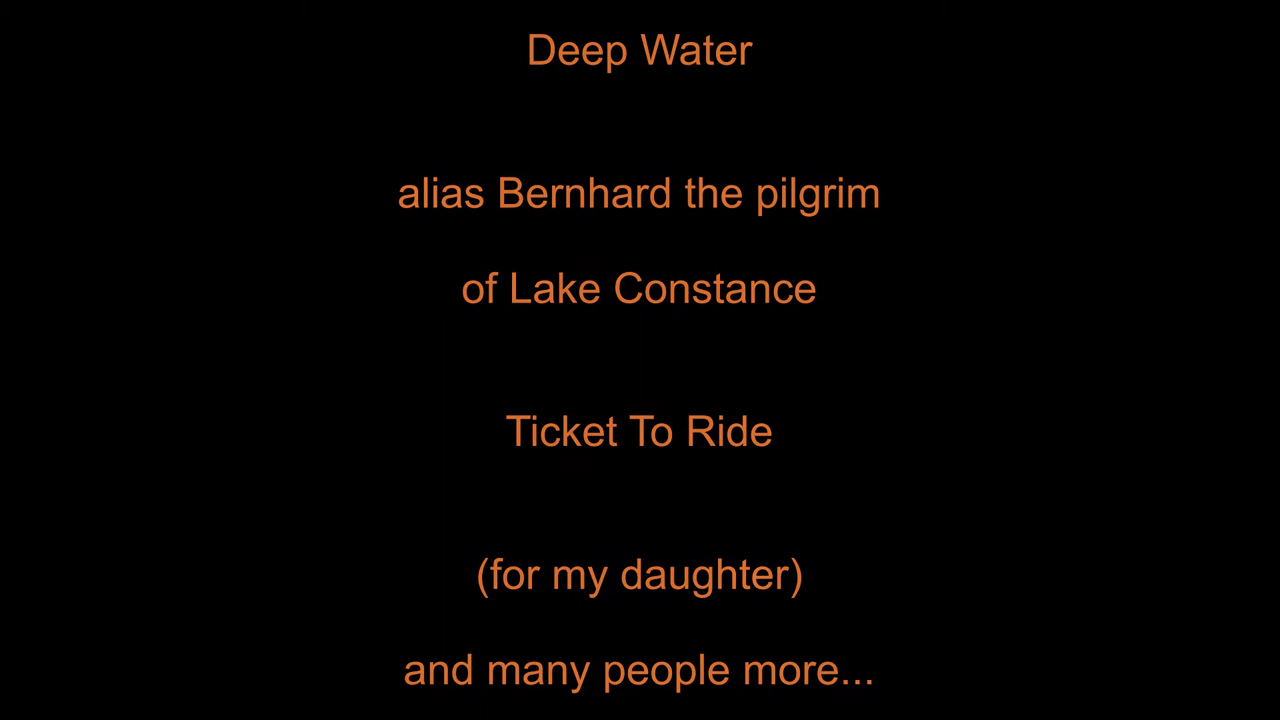 Deep Water
alias Bernhard the pilgrim
of Lake Constance
Ticket To Ride
(for my daughter)
and many people more...